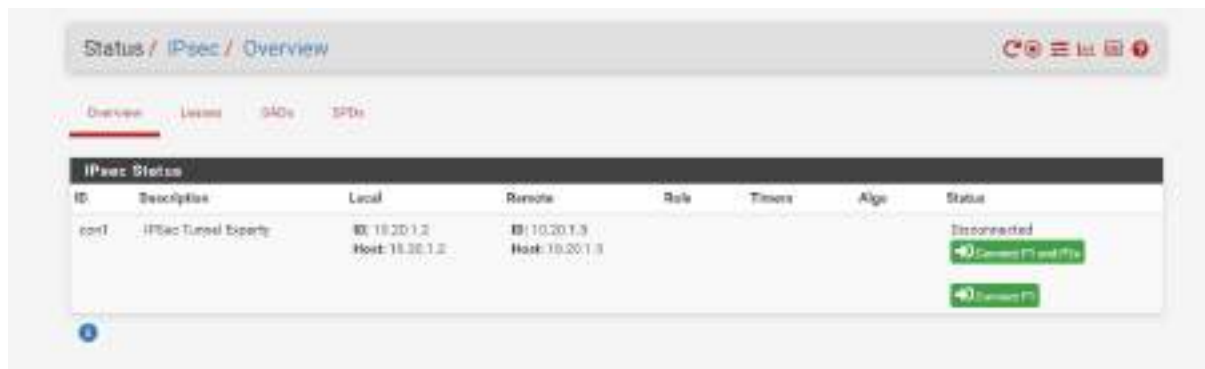 Status / IPsec / Overview
Overview Leases SADs SPDs
IPsec Status
ID Description Local Remote Role Timers Algo Status
con1 IPSec Tunnel Experty ID: 10.20.1.2 ID: 10.20.1.3 Disconnected
Host: 10.20.1.2 Host: 10.20.1.3 Connect P1 and P2s
Connect P1